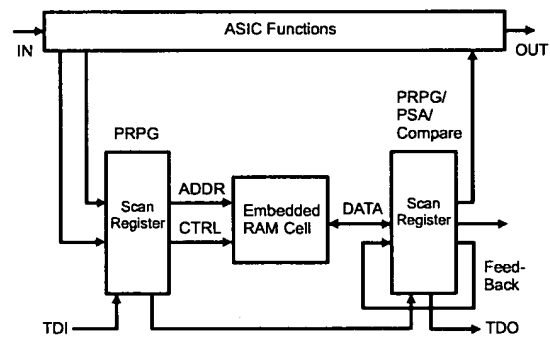 ASIC Functions
IN
OUT
PRPG/
PSA/
Compare
PRPG
Scan
Register
ADDR
CTRL
Embedded
RAM Cell
DATA
Scan
Register
Feed-
Back
TDI
TDO